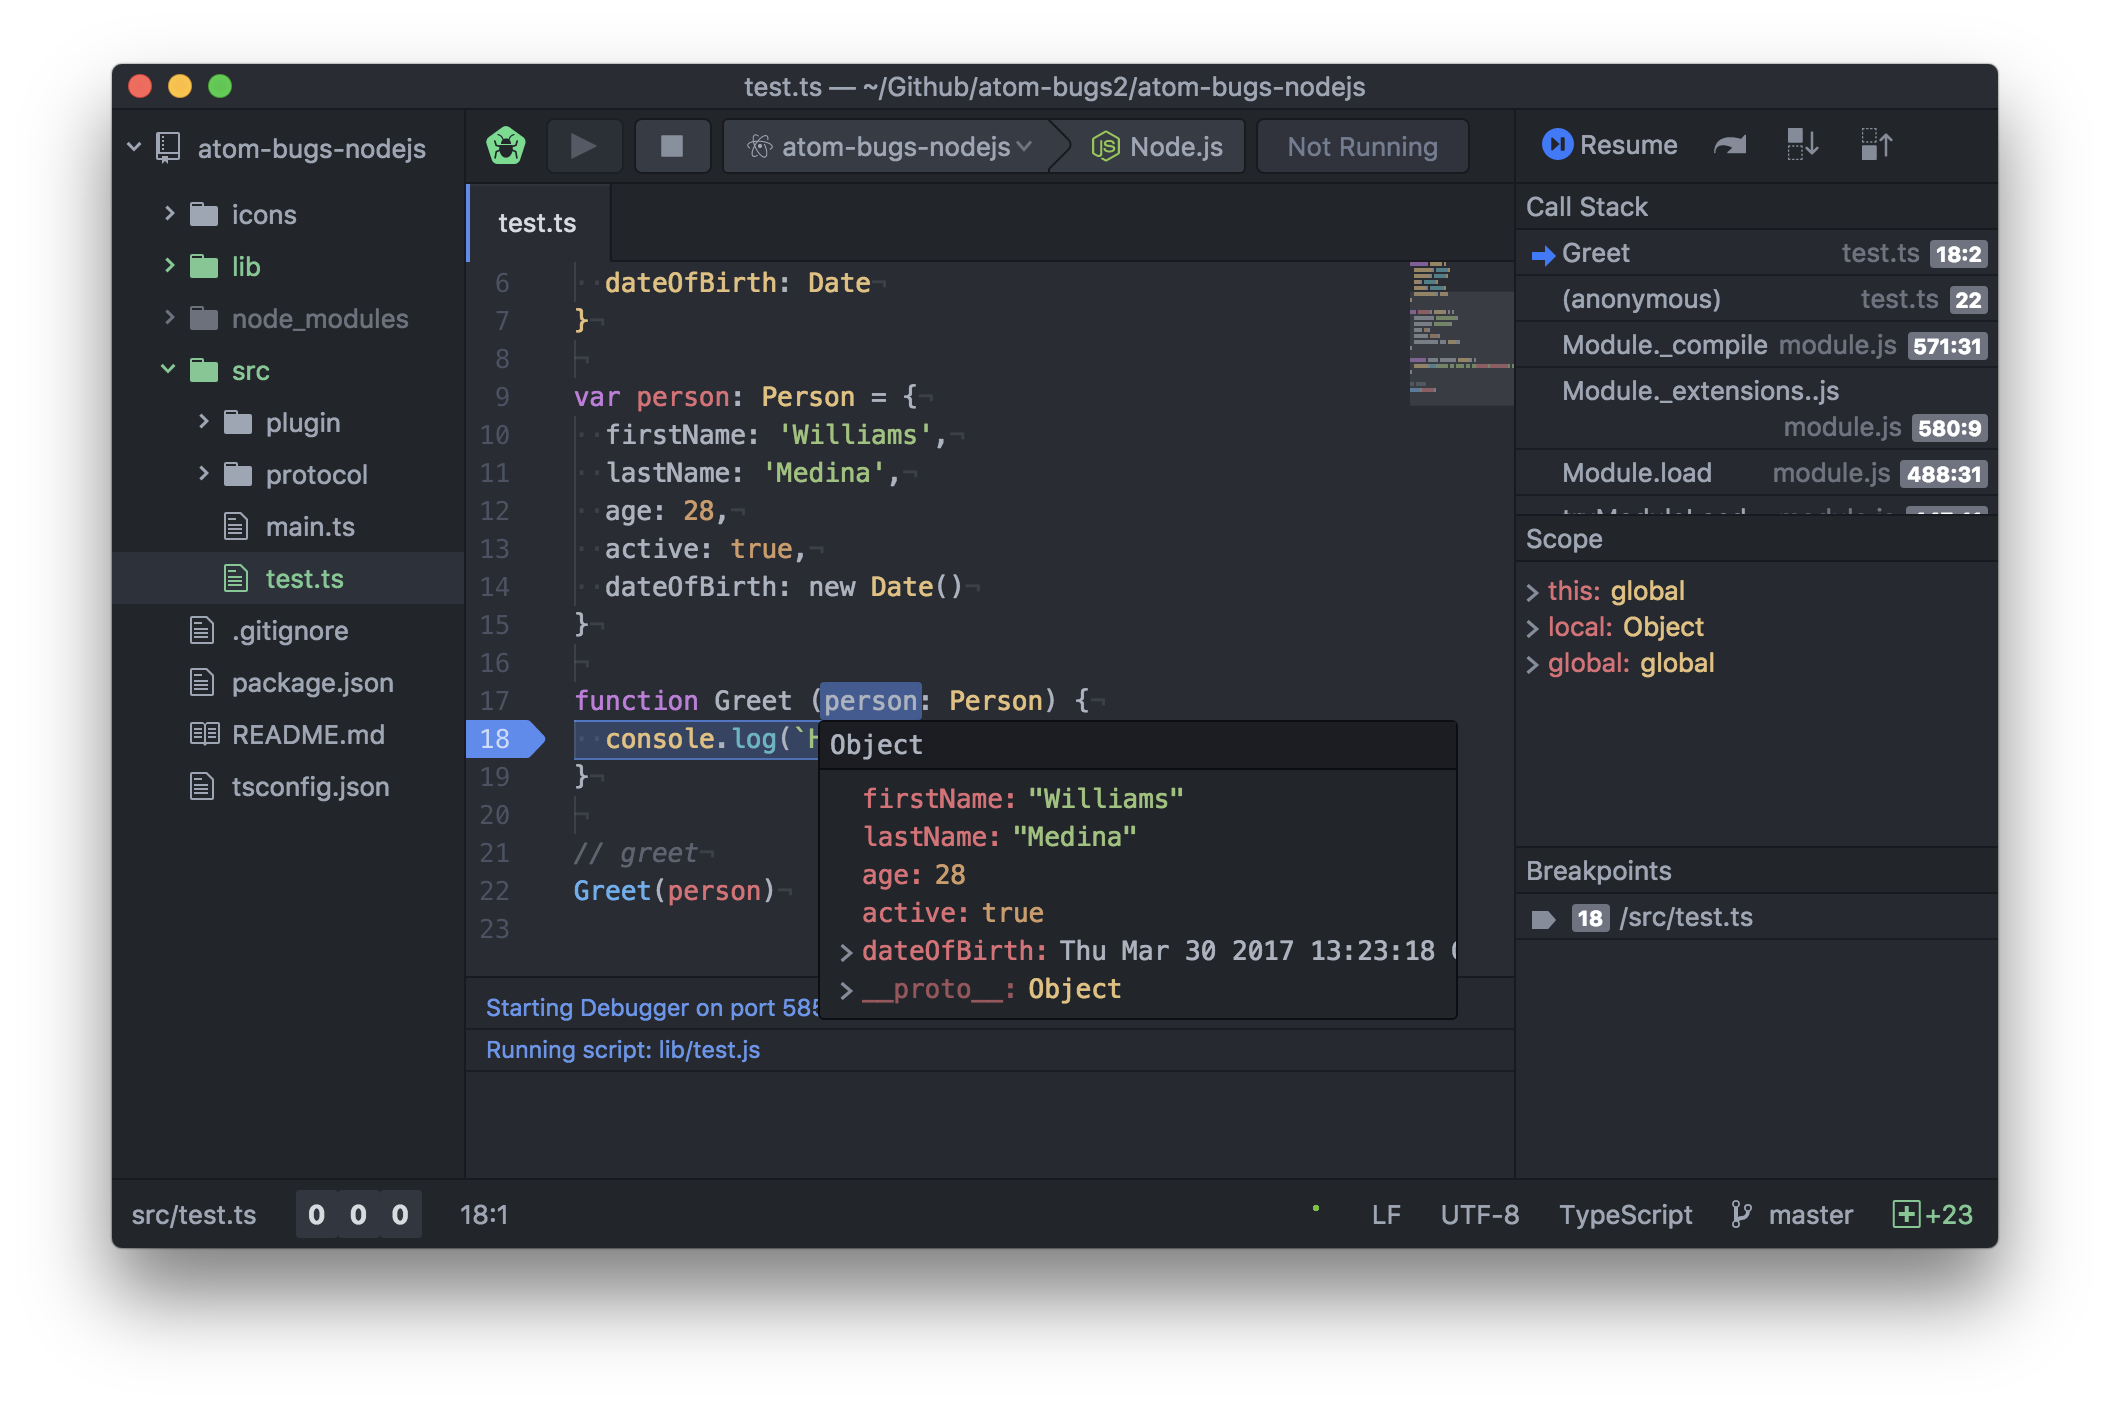 test.ts — ~/Github/atom-bugs2/atom-bugs-nodejs
atom-bugs-nodejs
icons
lib
node_modules
src
plugin
protocol
main.ts
test.ts
.gitignore
package.json
README.md
tsconfig.json
atom-bugs-nodejs
JS Node.js
Not Running
test.ts
6 dateOfBirth: Date
7 }
8
9 var person: Person = {
10 firstName: 'Williams',
11 lastName: 'Medina',
12 age: 28,
13 active: true,
14 dateOfBirth: new Date()
15 }
16
17 function Greet (person: Person) {
18 console.log(`H
19 }
20
21 // greet
22 Greet(person)
23
Object
firstName: "Williams"
lastName: "Medina"
age: 28
active: true
dateOfBirth: Thu Mar 30 2017 13:23:18
__proto__: Object
Starting Debugger on port 585
Running script: lib/test.js
Resume
Call Stack
Greet test.ts 18:2
(anonymous) test.ts 22
Module._compile module.js 571:31
Module._extensions..js
module.js 580:9
Module.load module.js 488:31
Scope
this: global
local: Object
global: global
Breakpoints
18 /src/test.ts
src/test.ts 0 0 0 18:1 LF UTF-8 TypeScript master +23